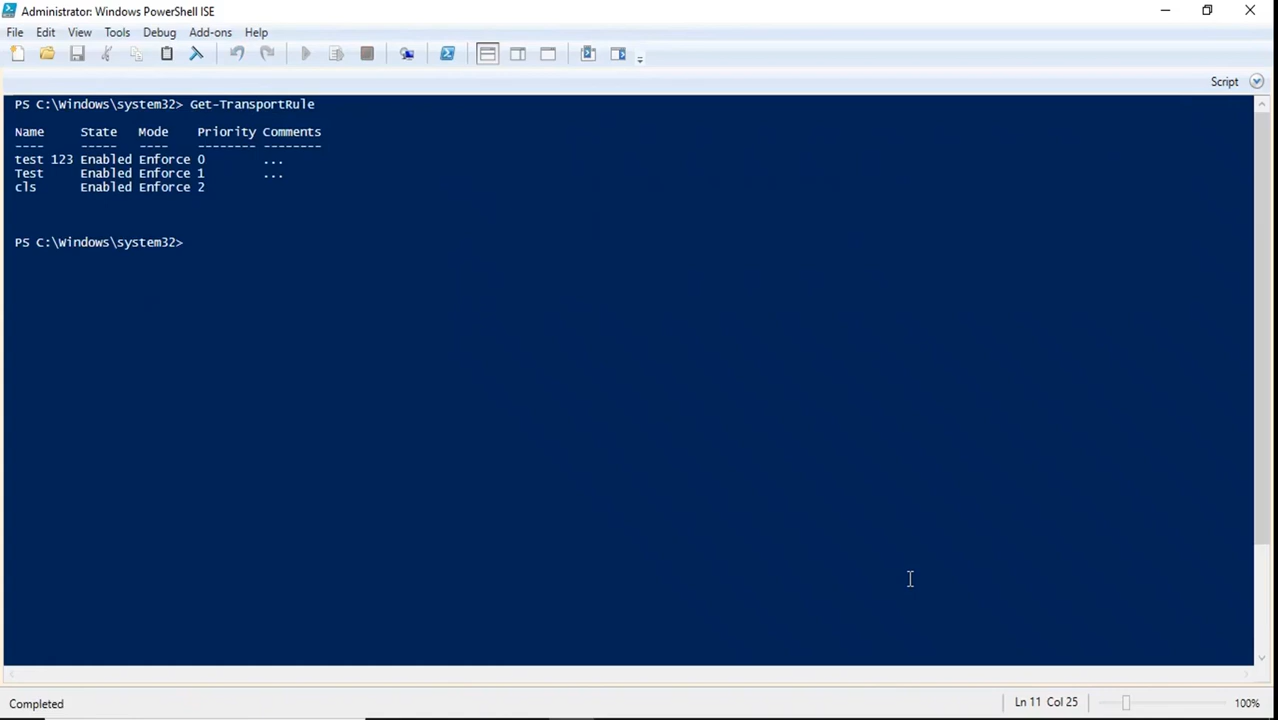 Administrator: Windows PowerShell ISE
File Edit View Tools Debug Add-ons Help
Script
PS C:\Windows\system32> Get-TransportRule
Name     State   Mode    Priority Comments
----     -----   ----    -------- --------
test 123 Enabled Enforce 0        ...
Test     Enabled Enforce 1        ...
cls      Enabled Enforce 2
PS C:\Windows\system32>
Completed
Ln 11 Col 25
100%